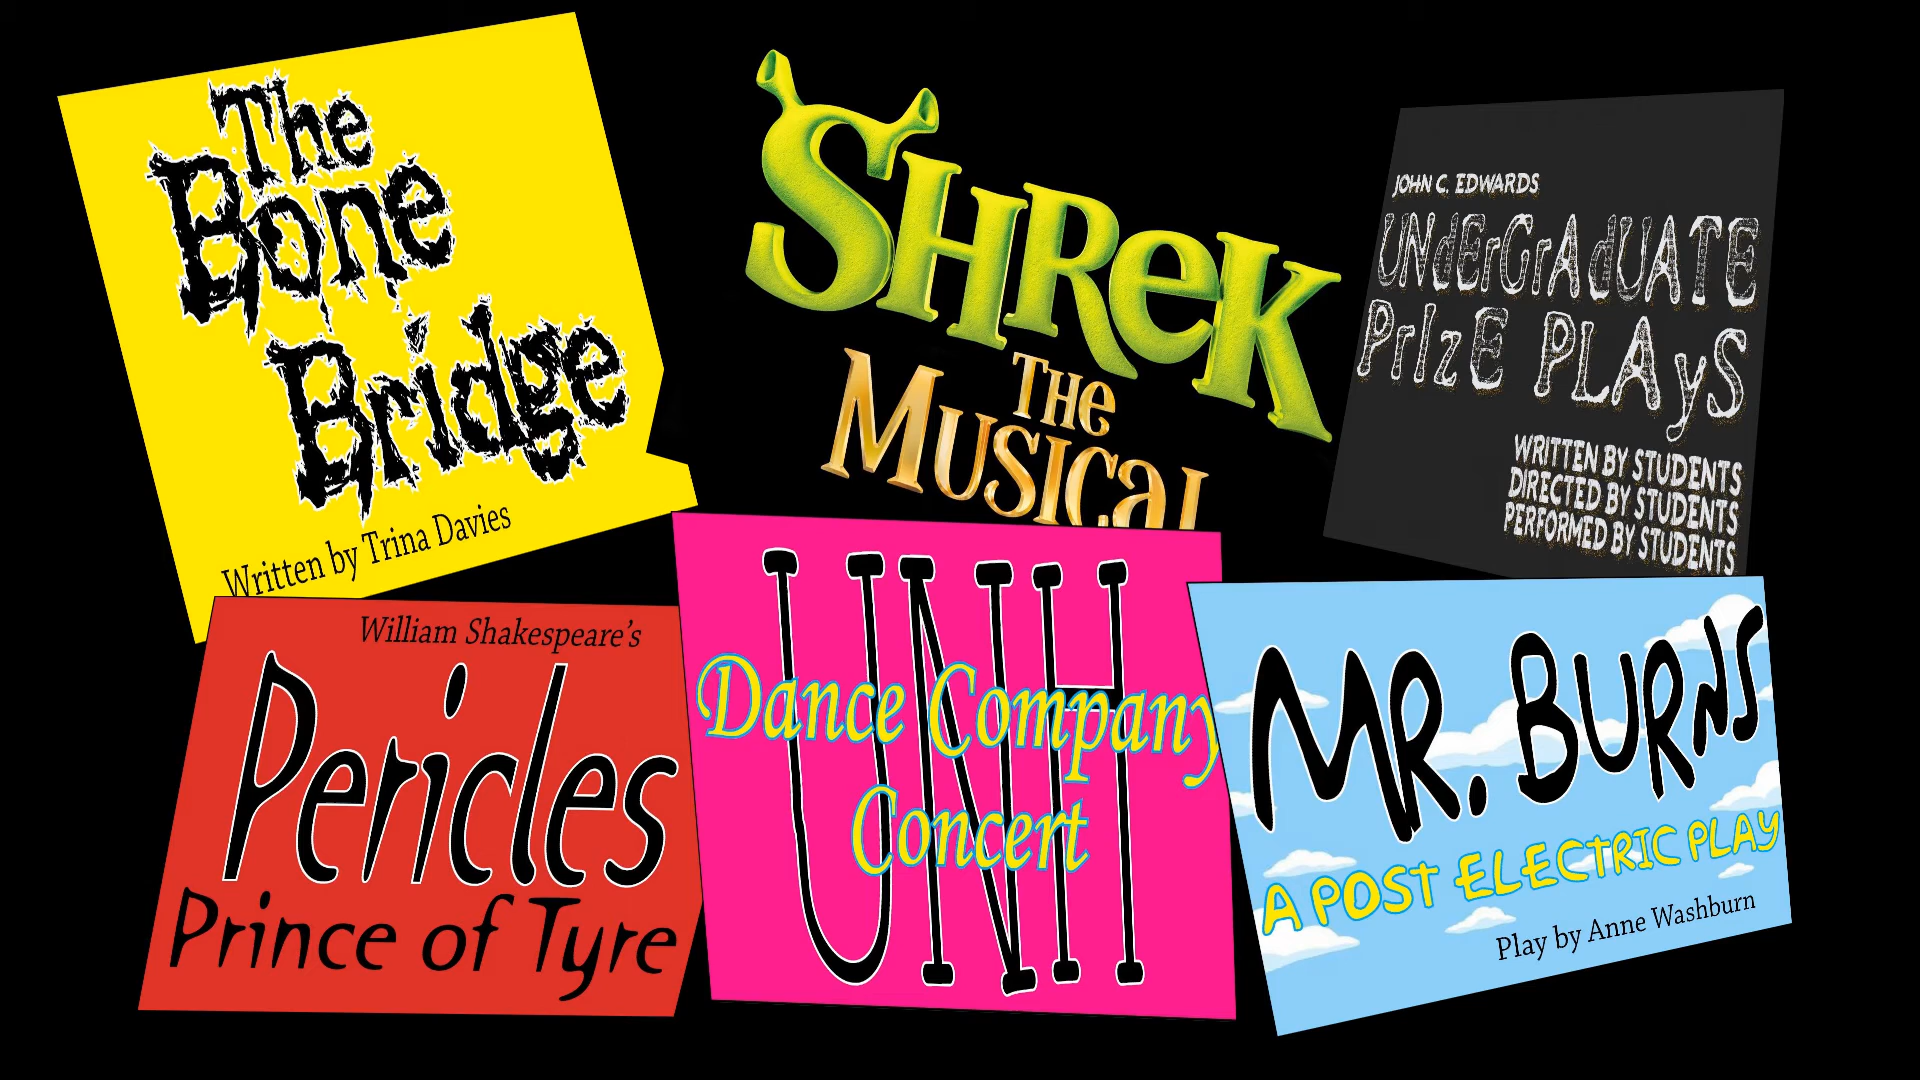 The
Bone
Bridge
Written by Trina Davies
SHREK
THE
MUSICAL
JOHN C. EDWARDS
UNdErGrAdUATE
PrIzE PLAyS
WRITTEN BY STUDENTS
DIRECTED BY STUDENTS
PERFORMED BY STUDENTS
William Shakespeare's
Pericles
Prince of Tyre
UNH
Dance Company
Concert
MR. BURNS
A POST ELECTRIC PLAY
Play by Anne Washburn